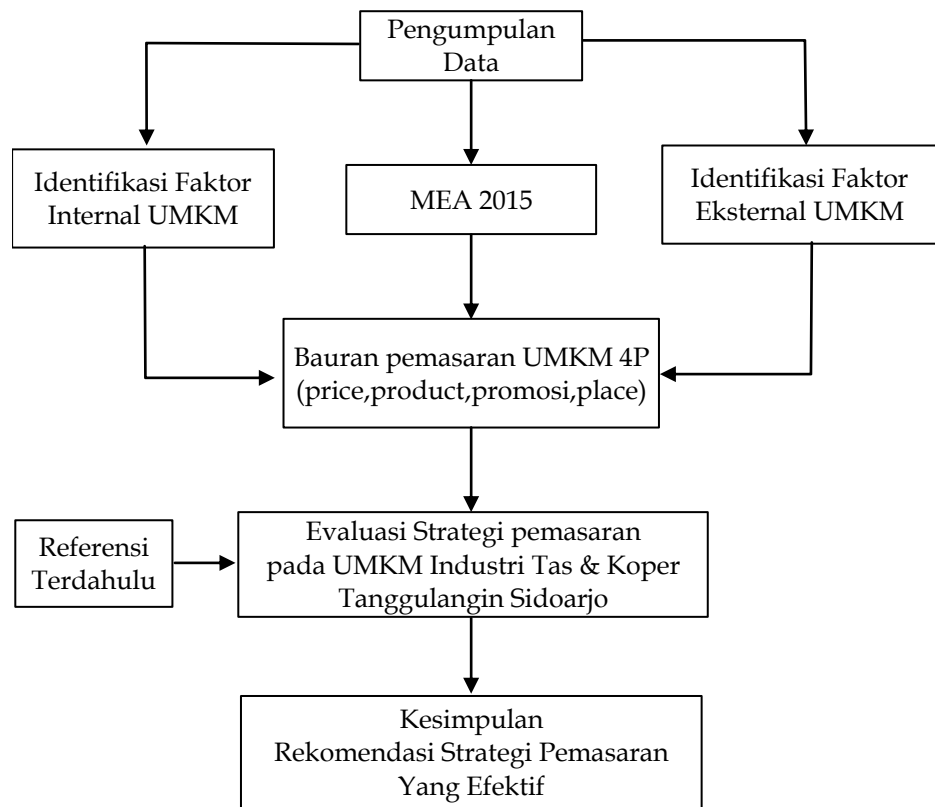 Pengumpulan
Data
Identifikasi Faktor
Internal UMKM
MEA 2015
Identifikasi Faktor
Eksternal UMKM
Bauran pemasaran UMKM 4P
(price,product,promosi,place)
Referensi
Terdahulu
Evaluasi Strategi pemasaran
pada UMKM Industri Tas & Koper
Tanggulangin Sidoarjo
Kesimpulan
Rekomendasi Strategi Pemasaran
Yang Efektif